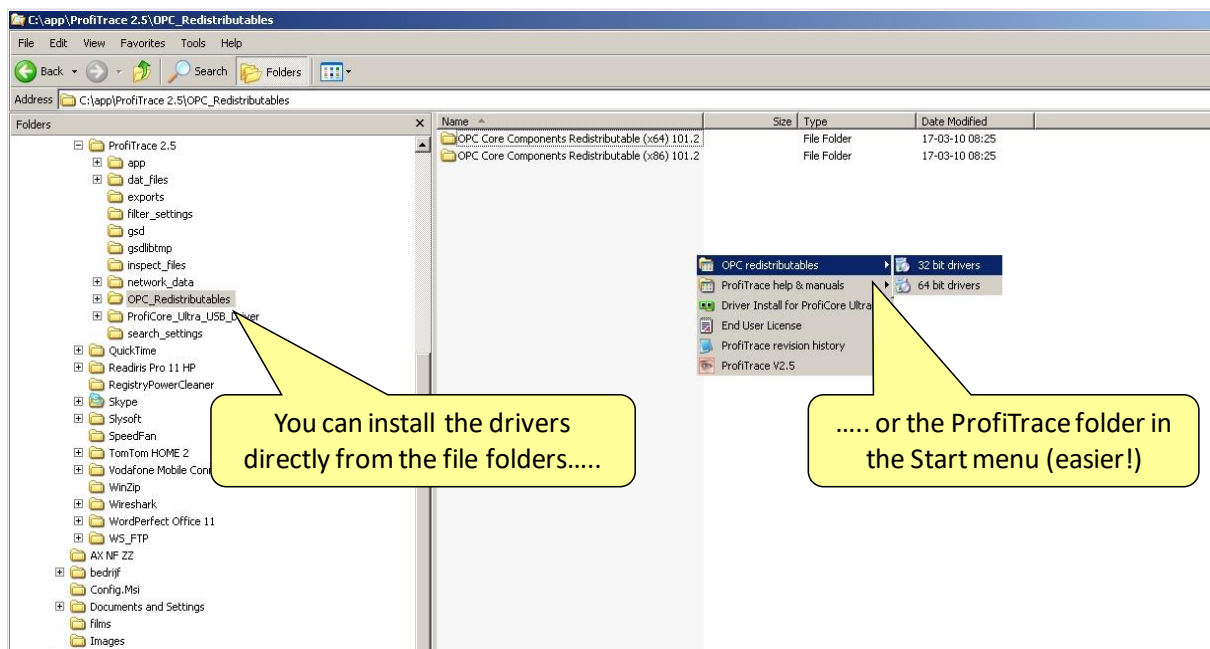 C:\app\ProfiTrace 2.5\OPC_Redistributables
File Edit View Favorites Tools Help
Back Search Folders
Address C:\app\ProfiTrace 2.5\OPC_Redistributables
Folders
Name Size Type Date Modified
OPC Core Components Redistributable (x64) 101.2 File Folder 17-03-10 08:25
OPC Core Components Redistributable (x86) 101.2 File Folder 17-03-10 08:25
ProfiTrace 2.5
app
dat_files
exports
filter_settings
gsd
gsdlibtmp
inspect_files
network_data
OPC_Redistributables
ProfiCore_Ultra_USB_Driver
search_settings
QuickTime
Readiris Pro 11 HP
RegistryPowerCleaner
Skype
Slysoft
SpeedFan
TomTom HOME 2
Vodafone Mobile Con
WinZip
Wireshark
WordPerfect Office 11
WS_FTP
AX NF ZZ
bedrijf
Config.Msi
Documents and Settings
films
Images
OPC redistributables
ProfiTrace help & manuals
Driver Install for ProfiCore Ultra
End User License
ProfiTrace revision history
ProfiTrace V2.5
32 bit drivers
64 bit drivers
You can install the drivers
directly from the file folders.....
..... or the ProfiTrace folder in
the Start menu (easier!)